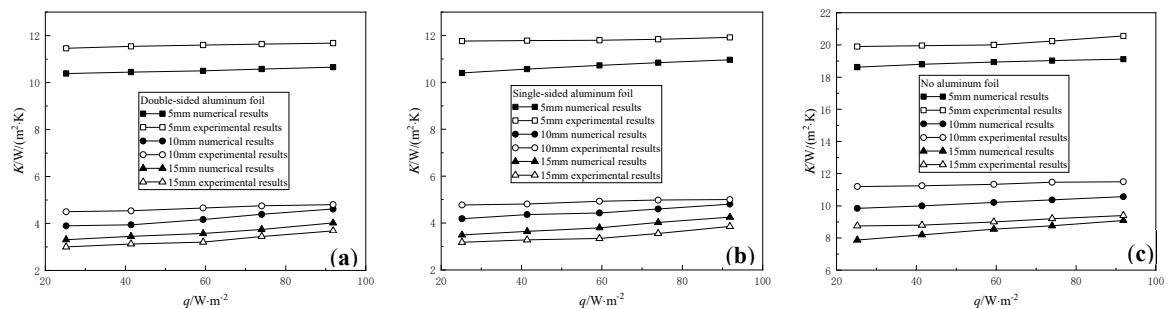 12
10
8
6
4
2
K/W/(m²·K)
Double-sided aluminum foil
5mm numerical results
5mm experimental results
10mm numerical results
10mm experimental results
15mm numerical results
15mm experimental results
(a)
20 40 60 80 100
q/W·m⁻²
12
10
8
6
4
2
K/W/(m²·K)
Single-sided aluminum foil
5mm numerical results
5mm experimental results
10mm numerical results
10mm experimental results
15mm numerical results
15mm experimental results
(b)
20 40 60 80 100
q/W·m⁻²
22
20
18
16
14
12
10
8
6
K/W/(m²·K)
No aluminum foil
5mm numerical results
5mm experimental results
10mm numerical results
10mm experimental results
15mm numerical results
15mm experimental results
(c)
20 40 60 80 100
q/W·m⁻²